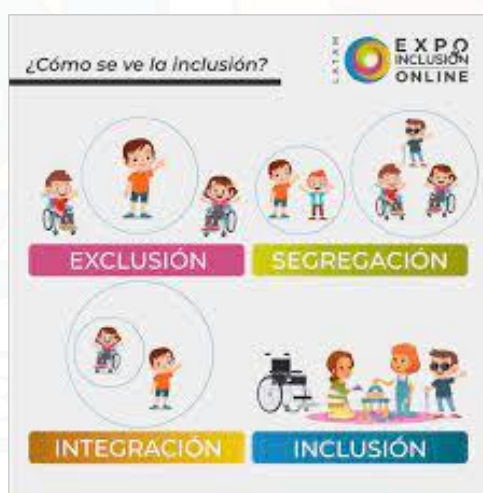 ¿Cómo se ve la inclusión?
LATAM
EXPO
INCLUSIÓN
ONLINE
EXCLUSIÓN
SEGREGACIÓN
INTEGRACIÓN
INCLUSIÓN